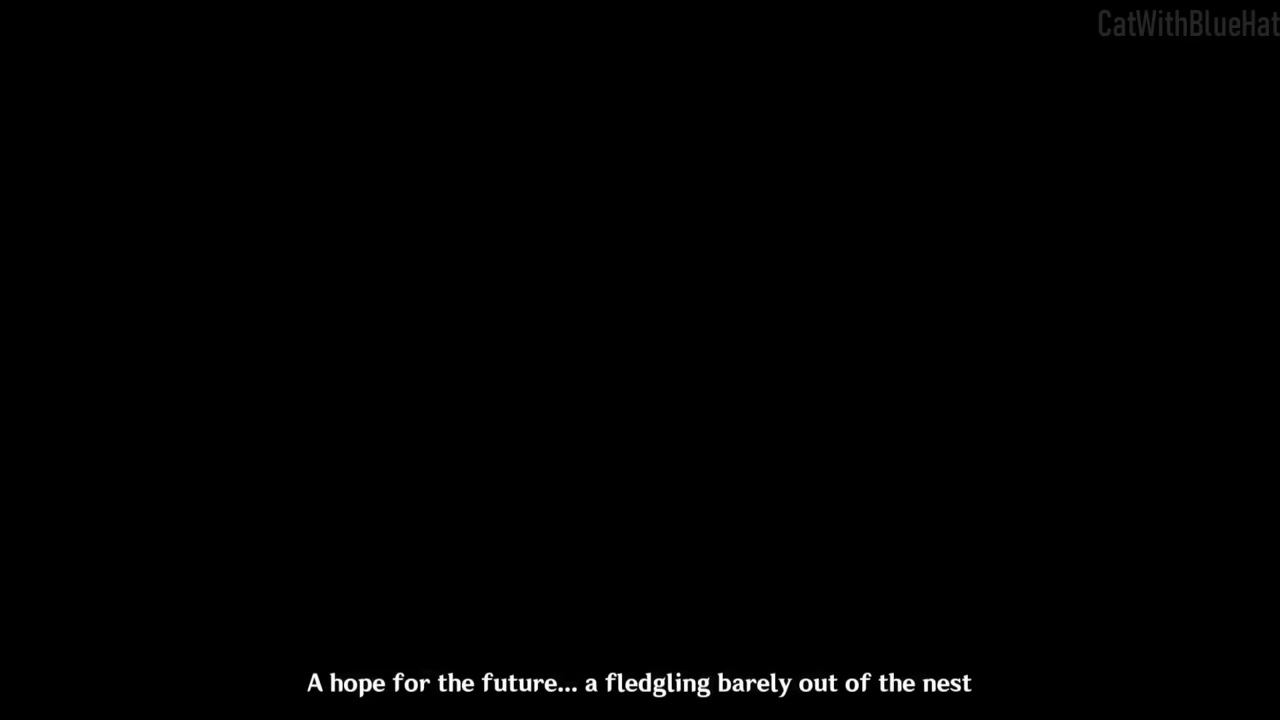 CatWithBlueHat
A hope for the future... a fledgling barely out of the nest